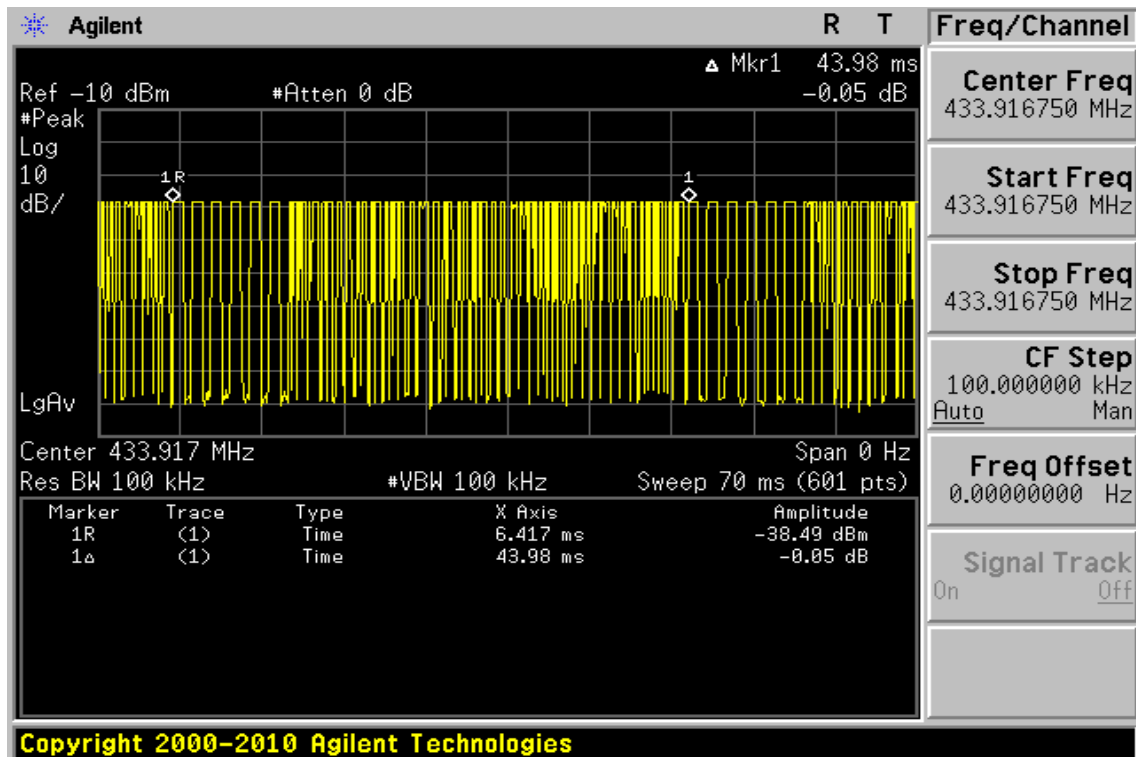 Agilent R T Freq/Channel
▵ Mkr1 43.98 ms
Ref −10 dBm #Atten 0 dB −0.05 dB
#Peak
Log
10
dB/
1R 1
LgAv
Center 433.917 MHz Span 0 Hz
Res BW 100 kHz #VBW 100 kHz Sweep 70 ms (601 pts)
Marker Trace Type X Axis Amplitude
1R (1) Time 6.417 ms −38.49 dBm
1▵ (1) Time 43.98 ms −0.05 dB
Center Freq
433.916750 MHz
Start Freq
433.916750 MHz
Stop Freq
433.916750 MHz
CF Step
100.000000 kHz
Auto Man
Freq Offset
0.00000000 Hz
Signal Track
On Off
Copyright 2000−2010 Agilent Technologies